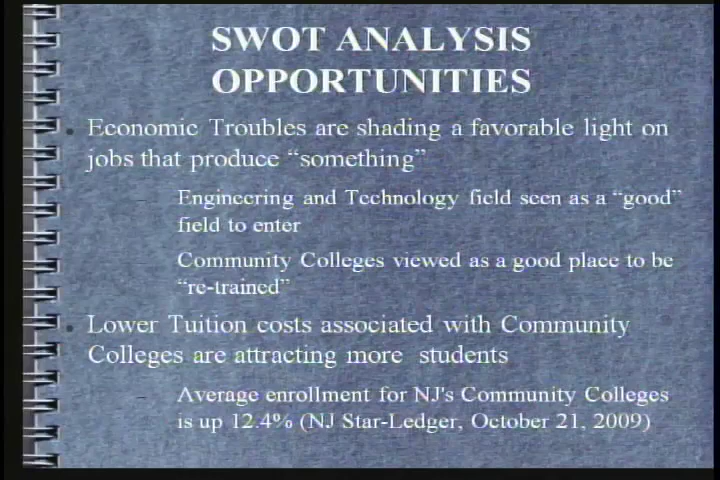 SWOT ANALYSIS
OPPORTUNITIES
Economic Troubles are shading a favorable light on
jobs that produce “something”
Engineering and Technology field seen as a “good”
field to enter
Community Colleges viewed as a good place to be
“re-trained”
Lower Tuition costs associated with Community
Colleges are attracting more students
Average enrollment for NJ's Community Colleges
is up 12.4% (NJ Star-Ledger, October 21, 2009)